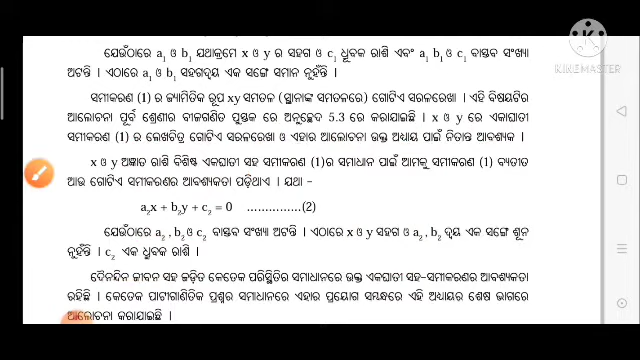 ଯେଉଁଠାରେ a₁ ଓ b₁ ଯଥାକ୍ରମେ x ଓ y ର ସହଗ ଓ c₁ ଧ୍ରୁବକ ରାଶି ଏବଂ a₁ b₁ ଓ c₁ ବାସ୍ତବ ସଂଖ୍ୟା
ଅଟନ୍ତି । ଏଠାରେ a₁ ଓ b₁ ସହଗଦ୍ୱୟ ଏକ ସଙ୍ଗେ ସମାନ ନୁହଁନ୍ତି ।
ସମୀକରଣ (1) ର ଜ୍ୟାମିତିକ ରୂପ xy ସମତଳ (ସ୍ଥାନାଙ୍କ ସମତଳରେ) ଗୋଟିଏ ସରଳରେଖା । ଏହି ବିଷୟଟିର
ଆଲୋଚନା ପୂର୍ବ ଶ୍ରେଣୀର ବୀଜଗଣିତ ପୁସ୍ତକ ରେ ଅନୁଚ୍ଛେଦ 5.3 ରେ କରାଯାଇଛି । x ଓ y ରେ ଏକଘାତୀ
ସମୀକରଣ (1) ର ଲେଖଚିତ୍ର ଗୋଟିଏ ସରଳରେଖା ଓ ଏହାର ଆଲୋଚନା ଉକ୍ତ ଅଧ୍ୟାୟ ପାଇଁ ନିତାନ୍ତ ଆବଶ୍ୟକ ।
x ଓ y ଅଜ୍ଞାତ ରାଶି ବିଶିଷ୍ଟ ଏକଘାତୀ ସହ ସମୀକରଣ (1)ର ସମାଧାନ ପାଇଁ ଆମକୁ ସମୀକରଣ (1) ବ୍ୟତୀତ
ଆଉ ଗୋଟିଏ ସମୀକରଣର ଆବଶ୍ୟକତା ପଡ଼ିଥାଏ । ଯଥା -
a₂x + b₂y + c₂ = 0 ...............(2)
ଯେଉଁଠାରେ a₂ , b₂ ଓ c₂ ବାସ୍ତବ ସଂଖ୍ୟା ଅଟନ୍ତି । ଏଠାରେ x ଓ y ସହଗ ଓ a₂ , b₂ ଦ୍ୱୟ ଏକ ସଙ୍ଗେ ଶୂନ
ନୁହଁନ୍ତି । c₂ ଏକ ଧ୍ରୁବକ ରାଶି ।
ଦୈନନ୍ଦିନ ଜୀବନ ସହ ଜଡ଼ିତ କେତେକ ପରିସ୍ଥିତିର ସମାଧାନରେ ଉକ୍ତ ଏକଘାତୀ ସହ-ସମୀକରଣର ଆବଶ୍ୟକତା
ରହିଛି । କେତେକ ପାଟୀଗାଣିତିକ ପ୍ରଶ୍ନର ସମାଧାନରେ ଏହାର ପ୍ରୟୋଗ ସମ୍ବନ୍ଧରେ ଏହି ଅଧ୍ୟାୟର ଶେଷ ଭାଗରେ
ଆଲୋଚନା କରାଯାଇଛି ।
KINEMASTER